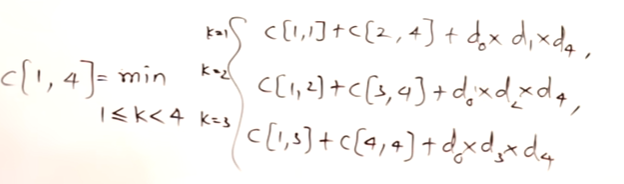 k=1 c[1,1]+c[2,4]+d₀×d₁×d₄,
c[1,4]= min k=2 c[1,2]+c[3,4]+d₀×d₂×d₄,
1≤k<4 k=3 c[1,3]+c[4,4]+d₀×d₃×d₄